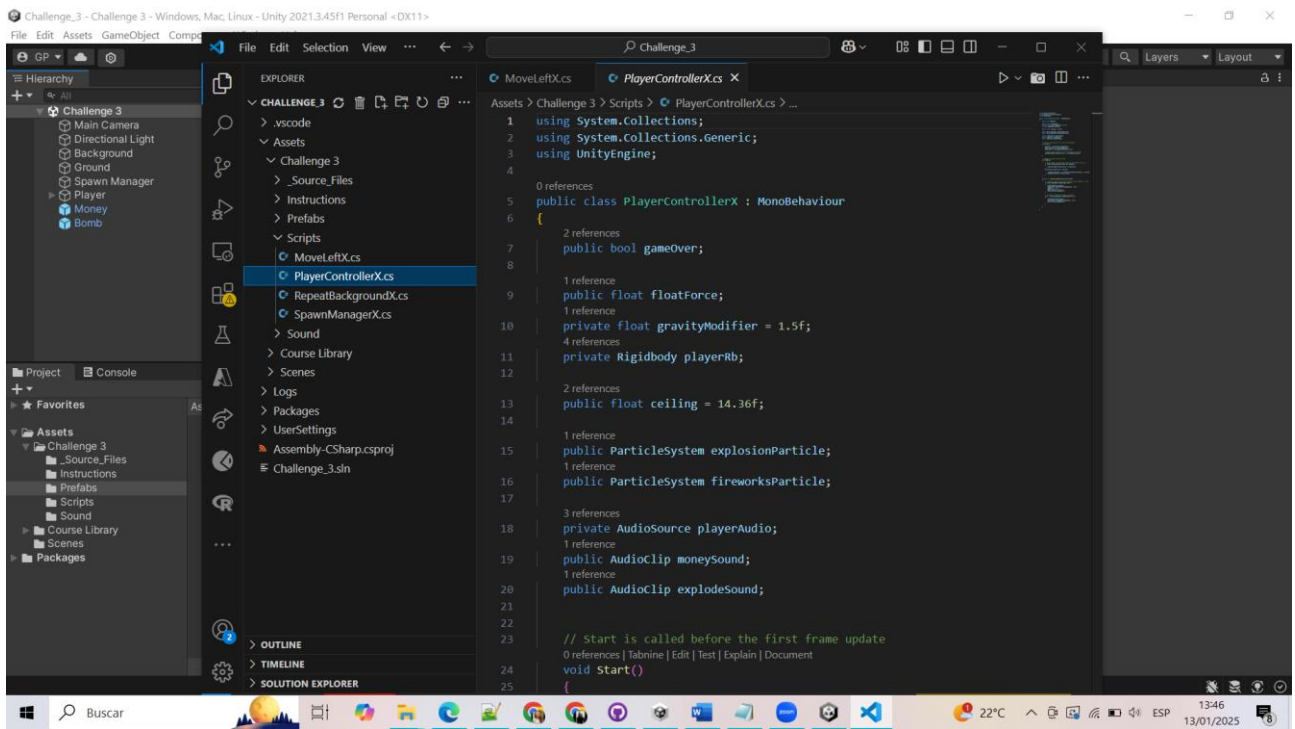 Challenge_3 - Challenge 3 - Windows, Mac, Linux - Unity 2021.3.45f1 Personal <DX11>
File Edit Assets GameObject Compo
GP
Layers
Layout
Hierarchy
All
Challenge 3
Main Camera
Directional Light
Background
Ground
Spawn Manager
Player
Money
Bomb
Project
Console
Favorites
As
Assets
Challenge 3
_Source_Files
Instructions
Prefabs
Scripts
Sound
Course Library
Scenes
Packages
File Edit Selection View ···
Challenge_3
EXPLORER
CHALLENGE_3
.vscode
Assets
Challenge 3
_Source_Files
Instructions
Prefabs
Scripts
MoveLeftX.cs
PlayerControllerX.cs
RepeatBackgroundX.cs
SpawnManagerX.cs
Sound
Course Library
Scenes
Logs
Packages
UserSettings
Assembly-CSharp.csproj
Challenge_3.sln
OUTLINE
TIMELINE
SOLUTION EXPLORER
2
MoveLeftX.cs
PlayerControllerX.cs
Assets > Challenge 3 > Scripts > PlayerControllerX.cs > ...
1 using System.Collections;
2 using System.Collections.Generic;
3 using UnityEngine;
4
0 references
5 public class PlayerControllerX : MonoBehaviour
6 {
2 references
7 public bool gameOver;
8
1 reference
9 public float floatForce;
1 reference
10 private float gravityModifier = 1.5f;
4 references
11 private Rigidbody playerRb;
12
2 references
13 public float ceiling = 14.36f;
14
1 reference
15 public ParticleSystem explosionParticle;
1 reference
16 public ParticleSystem fireworksParticle;
17
3 references
18 private AudioSource playerAudio;
1 reference
19 public AudioClip moneySound;
1 reference
20 public AudioClip explodeSound;
21
22
23 // Start is called before the first frame update
0 references | Tabnine | Edit | Test | Explain | Document
24 void Start()
25 {
Buscar
22°C
ESP
13:46
13/01/2025
8